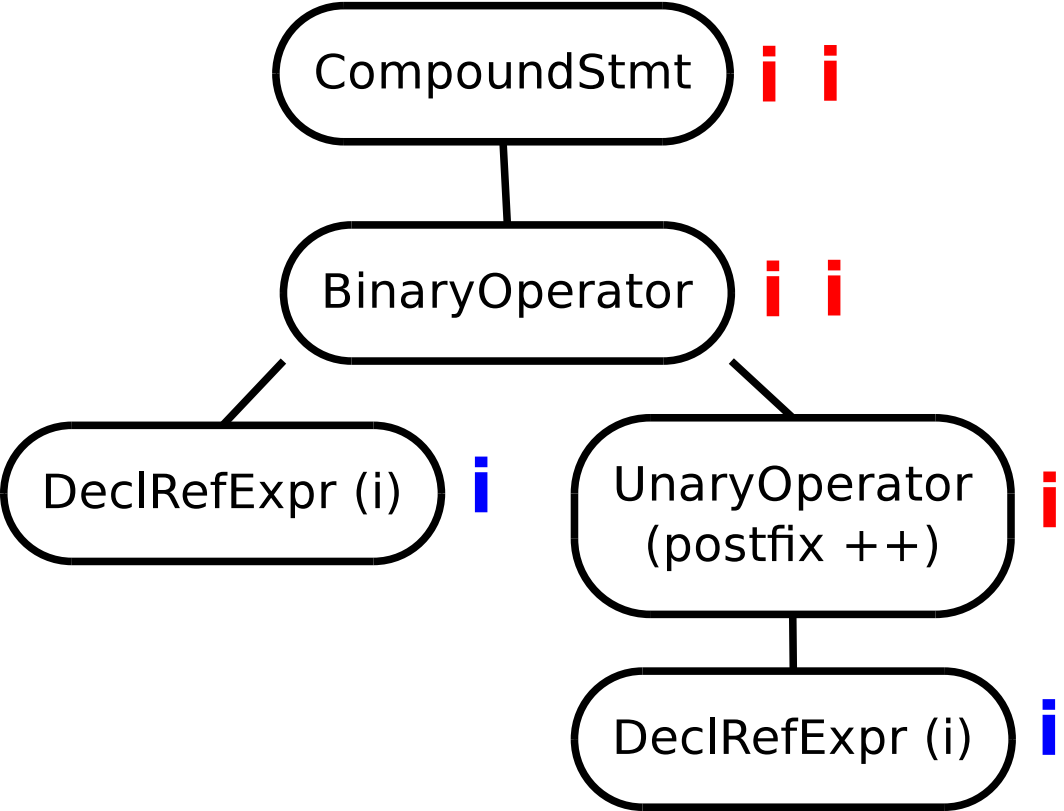 CompoundStmt i i
BinaryOperator i i
DeclRefExpr (i) i
UnaryOperator
(postfix ++)
i
DeclRefExpr (i) i